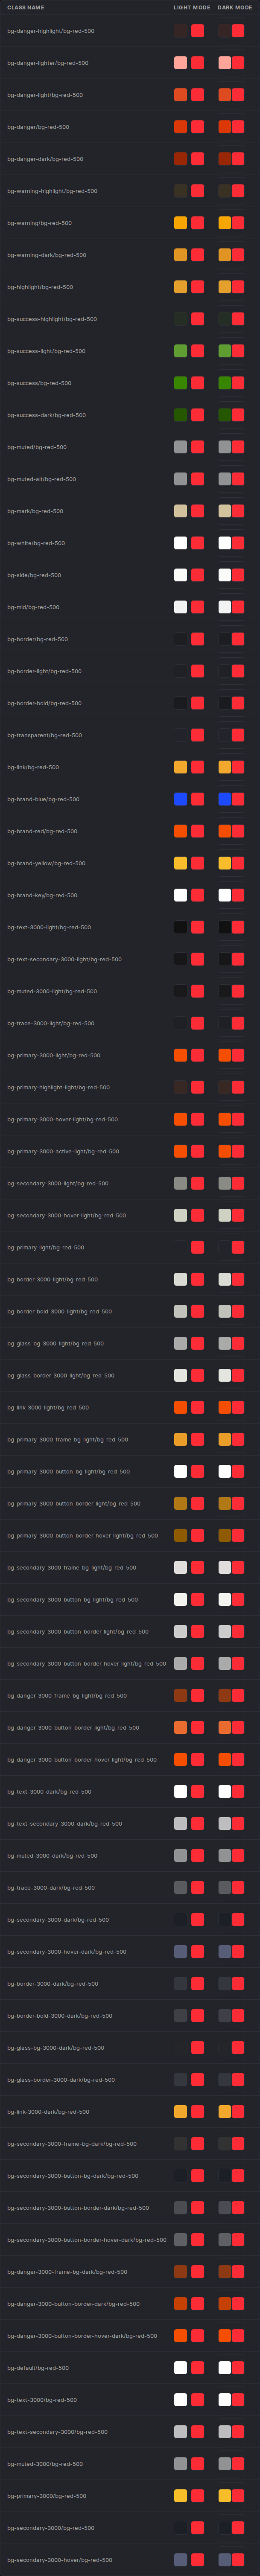 CLASS NAME LIGHT MODE DARK MODE
bg-danger-highlight/bg-red-500
bg-danger-lighter/bg-red-500
bg-danger-light/bg-red-500
bg-danger/bg-red-500
bg-danger-dark/bg-red-500
bg-warning-highlight/bg-red-500
bg-warning/bg-red-500
bg-warning-dark/bg-red-500
bg-highlight/bg-red-500
bg-success-highlight/bg-red-500
bg-success-light/bg-red-500
bg-success/bg-red-500
bg-success-dark/bg-red-500
bg-muted/bg-red-500
bg-muted-alt/bg-red-500
bg-mark/bg-red-500
bg-white/bg-red-500
bg-side/bg-red-500
bg-mid/bg-red-500
bg-border/bg-red-500
bg-border-light/bg-red-500
bg-border-bold/bg-red-500
bg-transparent/bg-red-500
bg-link/bg-red-500
bg-brand-blue/bg-red-500
bg-brand-red/bg-red-500
bg-brand-yellow/bg-red-500
bg-brand-key/bg-red-500
bg-text-3000-light/bg-red-500
bg-text-secondary-3000-light/bg-red-500
bg-muted-3000-light/bg-red-500
bg-trace-3000-light/bg-red-500
bg-primary-3000-light/bg-red-500
bg-primary-highlight-light/bg-red-500
bg-primary-3000-hover-light/bg-red-500
bg-primary-3000-active-light/bg-red-500
bg-secondary-3000-light/bg-red-500
bg-secondary-3000-hover-light/bg-red-500
bg-primary-light/bg-red-500
bg-border-3000-light/bg-red-500
bg-border-bold-3000-light/bg-red-500
bg-glass-bg-3000-light/bg-red-500
bg-glass-border-3000-light/bg-red-500
bg-link-3000-light/bg-red-500
bg-primary-3000-frame-bg-light/bg-red-500
bg-primary-3000-button-bg-light/bg-red-500
bg-primary-3000-button-border-light/bg-red-500
bg-primary-3000-button-border-hover-light/bg-red-500
bg-secondary-3000-frame-bg-light/bg-red-500
bg-secondary-3000-button-bg-light/bg-red-500
bg-secondary-3000-button-border-light/bg-red-500
bg-secondary-3000-button-border-hover-light/bg-red-500
bg-danger-3000-frame-bg-light/bg-red-500
bg-danger-3000-button-border-light/bg-red-500
bg-danger-3000-button-border-hover-light/bg-red-500
bg-text-3000-dark/bg-red-500
bg-text-secondary-3000-dark/bg-red-500
bg-muted-3000-dark/bg-red-500
bg-trace-3000-dark/bg-red-500
bg-secondary-3000-dark/bg-red-500
bg-secondary-3000-hover-dark/bg-red-500
bg-border-3000-dark/bg-red-500
bg-border-bold-3000-dark/bg-red-500
bg-glass-bg-3000-dark/bg-red-500
bg-glass-border-3000-dark/bg-red-500
bg-link-3000-dark/bg-red-500
bg-secondary-3000-frame-bg-dark/bg-red-500
bg-secondary-3000-button-bg-dark/bg-red-500
bg-secondary-3000-button-border-dark/bg-red-500
bg-secondary-3000-button-border-hover-dark/bg-red-500
bg-danger-3000-frame-bg-dark/bg-red-500
bg-danger-3000-button-border-dark/bg-red-500
bg-danger-3000-button-border-hover-dark/bg-red-500
bg-default/bg-red-500
bg-text-3000/bg-red-500
bg-text-secondary-3000/bg-red-500
bg-muted-3000/bg-red-500
bg-primary-3000/bg-red-500
bg-secondary-3000/bg-red-500
bg-secondary-3000-hover/bg-red-500